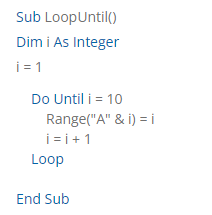 Sub LoopUntil()
Dim i As Integer
i = 1
Do Until i = 10
Range("A" & i) = i
i = i + 1
Loop
End Sub